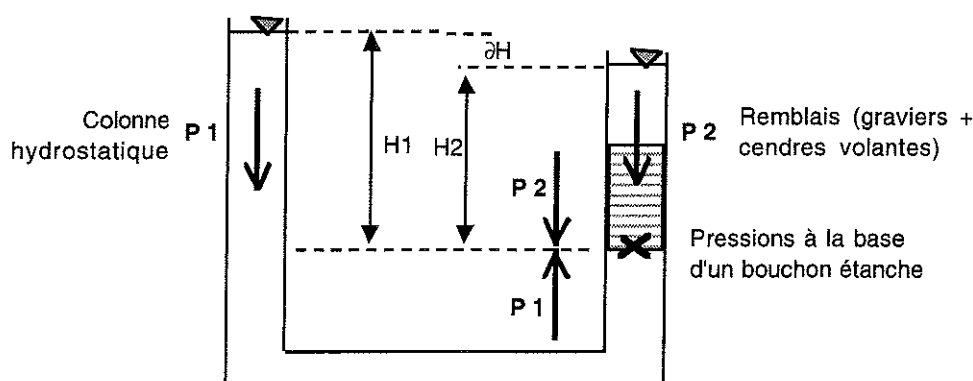 ∂H
Colonne
hydrostatique
P 1
H1
H2
P 2
P 1
P 2
Remblais (graviers +
cendres volantes)
Pressions à la base
d'un bouchon étanche